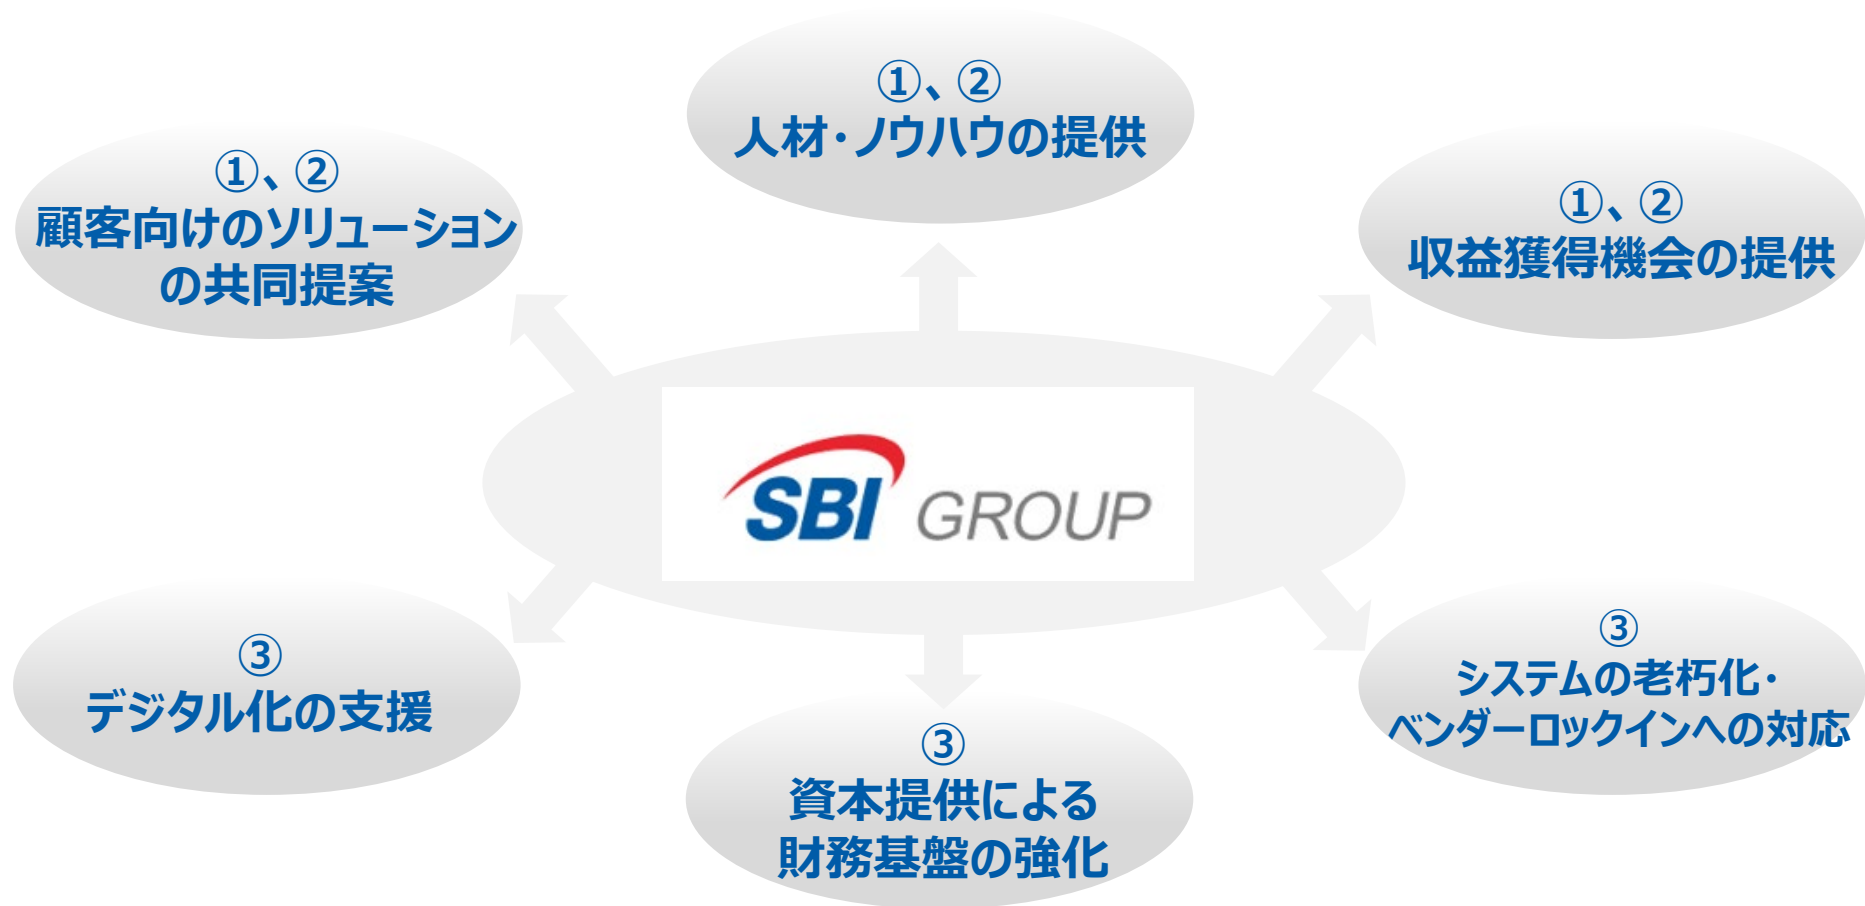 ①、②
人材・ノウハウの提供
①、②
顧客向けのソリューション
の共同提案
①、②
収益獲得機会の提供
SBI GROUP
③
デジタル化の支援
③
資本提供による
財務基盤の強化
③
システムの老朽化・
ベンダーロックインへの対応